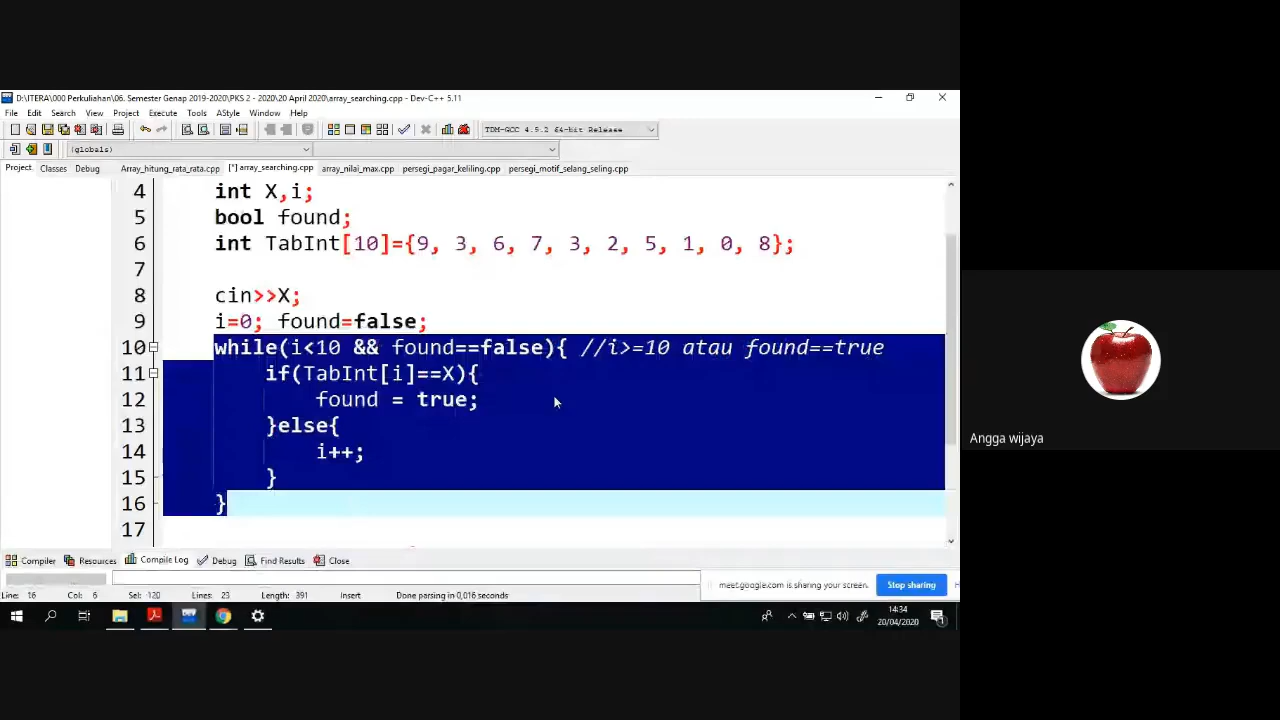 D:\ITERA\000 Perkuliahan\06. Semester Genap 2019-2020\PKS 2 - 2020\20 April 2020\array_searching.cpp - Dev-C++ 5.11
File Edit Search View Project Execute Tools AStyle Window Help
TDM-GCC 4.9.2 64-bit Release
(globals)
Project Classes Debug Array_hitung_rata_rata.cpp [*] array_searching.cpp array_nilai_max.cpp persegi_pagar_keliling.cpp persegi_motif_selang_seling.cpp
4 int X,i;
5 bool found;
6 int TabInt[10]={9, 3, 6, 7, 3, 2, 5, 1, 0, 8};
7
8 cin>>X;
9 i=0; found=false;
10 while(i<10 && found==false){ //i>=10 atau found==true
11 if(TabInt[i]==X){
12 found = true;
13 }else{
14 i++;
15 }
16 }
17
Angga wijaya
Compiler Resources Compile Log Debug Find Results Close
meet.google.com is sharing your screen. Stop sharing
Line: 16 Col: 6 Sel: 120 Lines: 23 Length: 391 Insert Done parsing in 0,016 seconds
14:34
20/04/2020